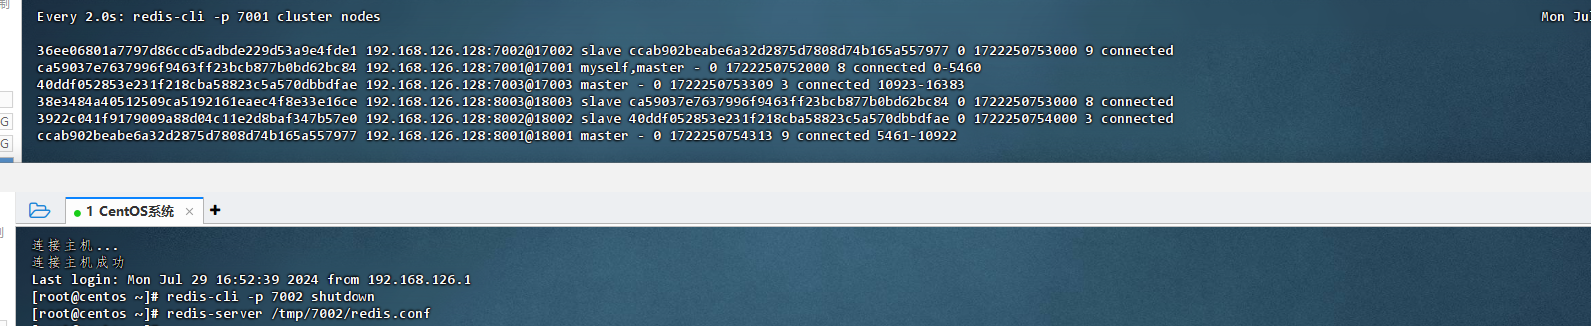 Every 2.0s: redis-cli -p 7001 cluster nodes
Mon Jul
36ee06801a7797d86ccd5adbde229d53a9e4fde1 192.168.126.128:7002@17002 slave ccab902beabe6a32d2875d7808d74b165a557977 0 1722250753000 9 connected
ca59037e7637996f9463ff23bcb877b0bd62bc84 192.168.126.128:7001@17001 myself,master - 0 1722250752000 8 connected 0-5460
40ddf052853e231f218cba58823c5a570dbbdfae 192.168.126.128:7003@17003 master - 0 1722250753309 3 connected 10923-16383
38e3484a40512509ca5192161eaec4f8e33e16ce 192.168.126.128:8003@18003 slave ca59037e7637996f9463ff23bcb877b0bd62bc84 0 1722250753000 8 connected
3922c041f9179009a88d04c11e2d8baf347b57e0 192.168.126.128:8002@18002 slave 40ddf052853e231f218cba58823c5a570dbbdfae 0 1722250754000 3 connected
ccab902beabe6a32d2875d7808d74b165a557977 192.168.126.128:8001@18001 master - 0 1722250754313 9 connected 5461-10922
G
G
1 CentOS系统 × +
连接主机...
连接主机成功
Last login: Mon Jul 29 16:52:39 2024 from 192.168.126.1
[root@centos ~]# redis-cli -p 7002 shutdown
[root@centos ~]# redis-server /tmp/7002/redis.conf